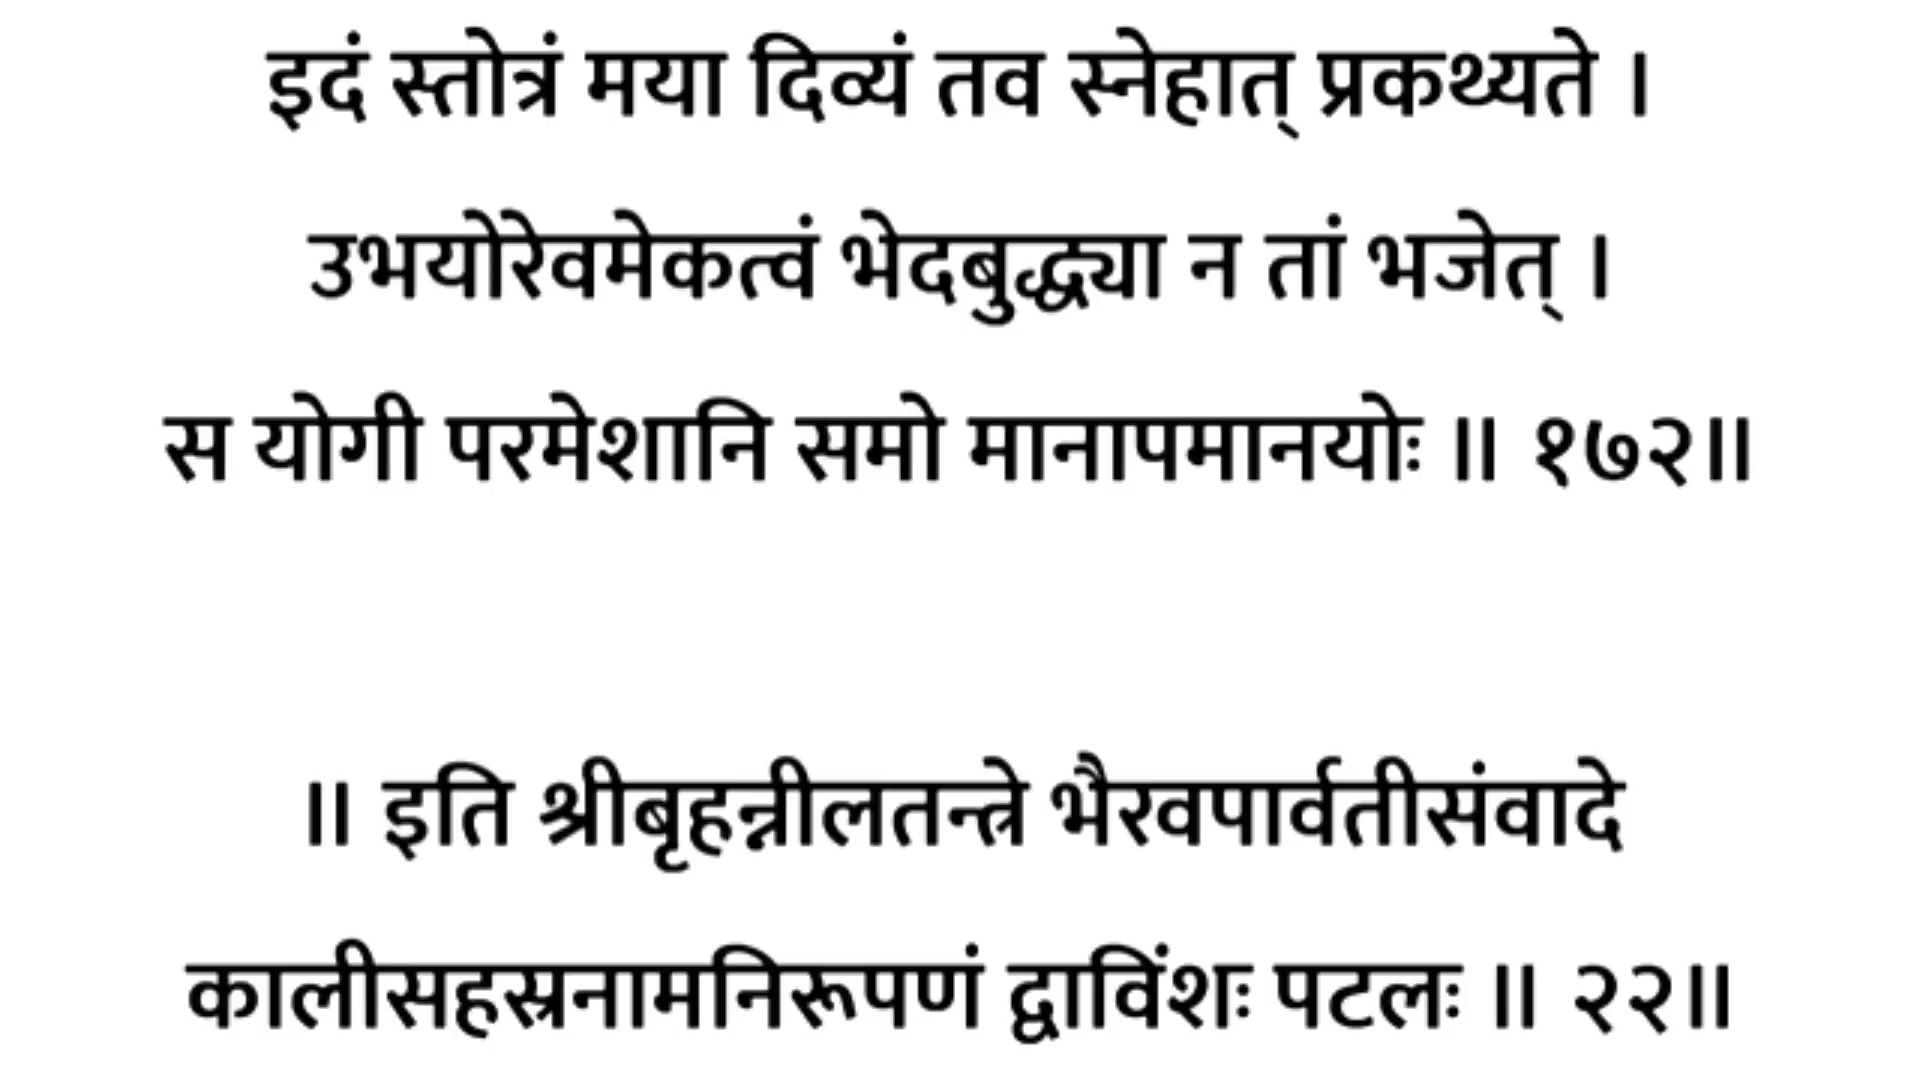 इदं स्तोत्रं मया दिव्यं तव स्नेहात् प्रकथ्यते ।
उभयोरेवमेकत्वं भेदबुद्ध्या न तां भजेत् ।
स योगी परमेशानि समो मानापमानयोः ॥ १७२॥
॥ इति श्रीबृहन्नीलतन्त्रे भैरवपार्वतीसंवादे
कालीसहस्रनामनिरूपणं द्वाविंशः पटलः ॥ २२॥